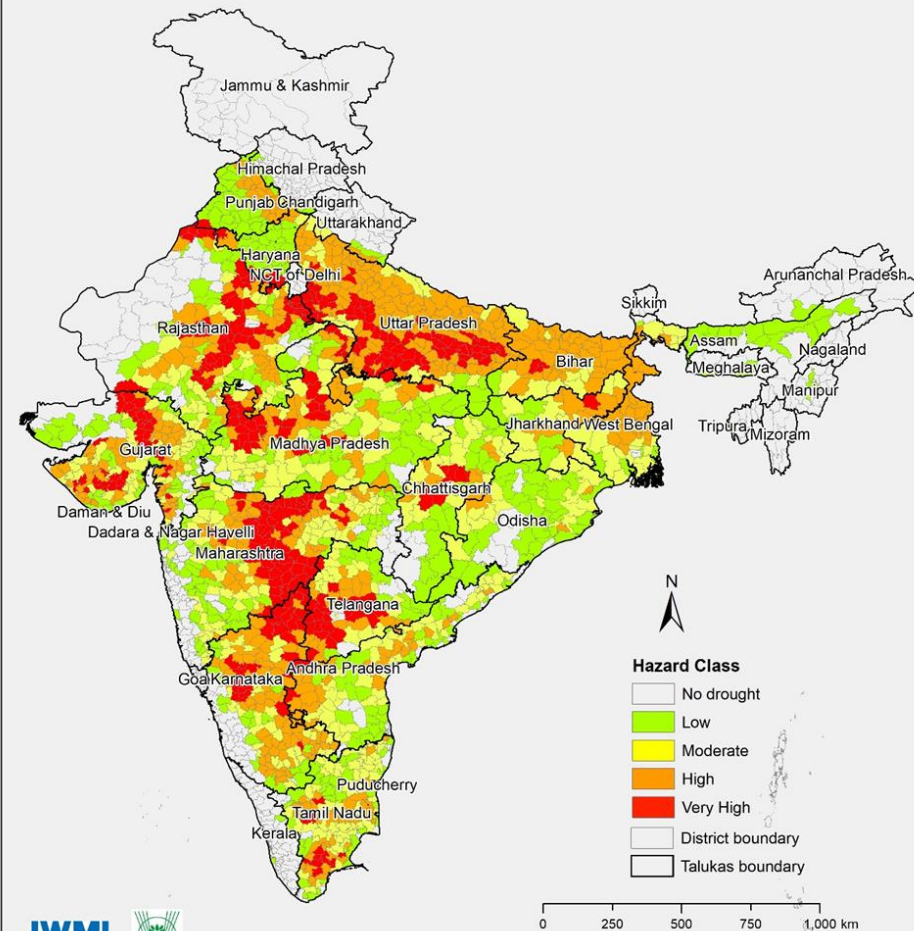 Jammu & Kashmir
Himachal Pradesh
Punjab Chandigarh
Uttarakhand
Haryana
NCT of Delhi
Arunanchal Pradesh
Sikkim
Rajasthan
Uttar Pradesh
Assam
Nagaland
Bihar
Meghalaya
Manipur
Jharkhand West Bengal
Tripura
Mizoram
Gujarat
Madhya Pradesh
Chhattisgarh
Daman & Diu
Odisha
Dadara & Nagar Havelli
Maharashtra
N
Telangana
Andhra Pradesh
Goa
Karnataka
Puducherry
Tamil Nadu
Kerala
Hazard Class
No drought
Low
Moderate
High
Very High
District boundary
Talukas boundary
IWMI
0 250 500 750 1,000 km